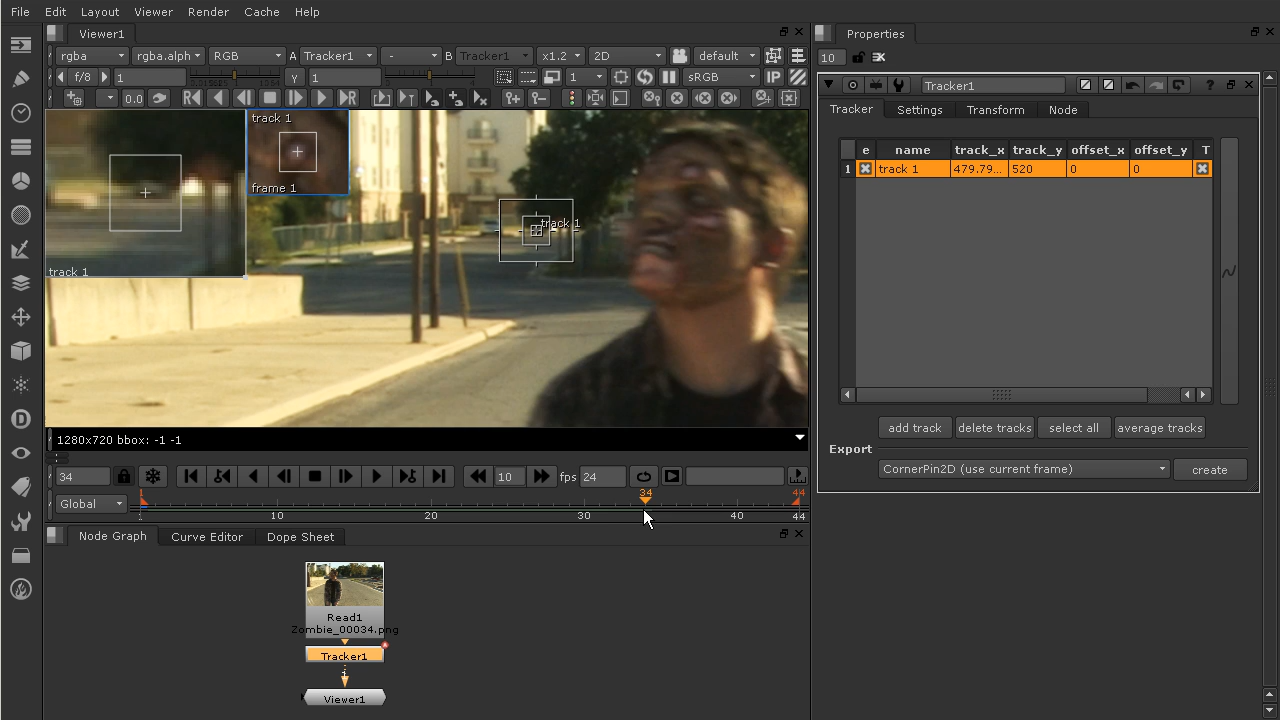 File Edit Layout Viewer Render Cache Help
Viewer1
rgba rgba.alph RGB A Tracker1 - B Tracker1 x1.2 2D default
f/8 1 y 1 1 sRGB IP
0.0
track 1
frame 1
track 1
track 1
1280x720 bbox: -1 -1
34 10 fps 24
Global 1 34 44
1 10 20 30 40 44
Node Graph Curve Editor Dope Sheet
Read1
Zombie_00034.png
Tracker1
Viewer1
Properties
10
Tracker1 ?
Tracker Settings Transform Node
e name track_x track_y offset_x offset_y T
1 track 1 479.79... 520 0 0
add track delete tracks select all average tracks
Export
CornerPin2D (use current frame) create